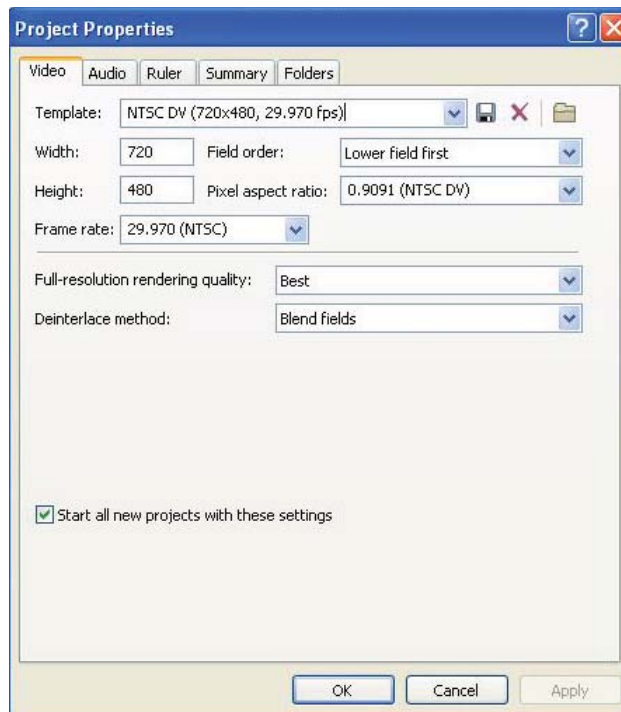 Project Properties
Video Audio Ruler Summary Folders
Template: NTSC DV (720x480, 29.970 fps)
Width: 720 Field order: Lower field first
Height: 480 Pixel aspect ratio: 0.9091 (NTSC DV)
Frame rate: 29.970 (NTSC)
Full-resolution rendering quality: Best
Deinterlace method: Blend fields
Start all new projects with these settings
OK Cancel Apply